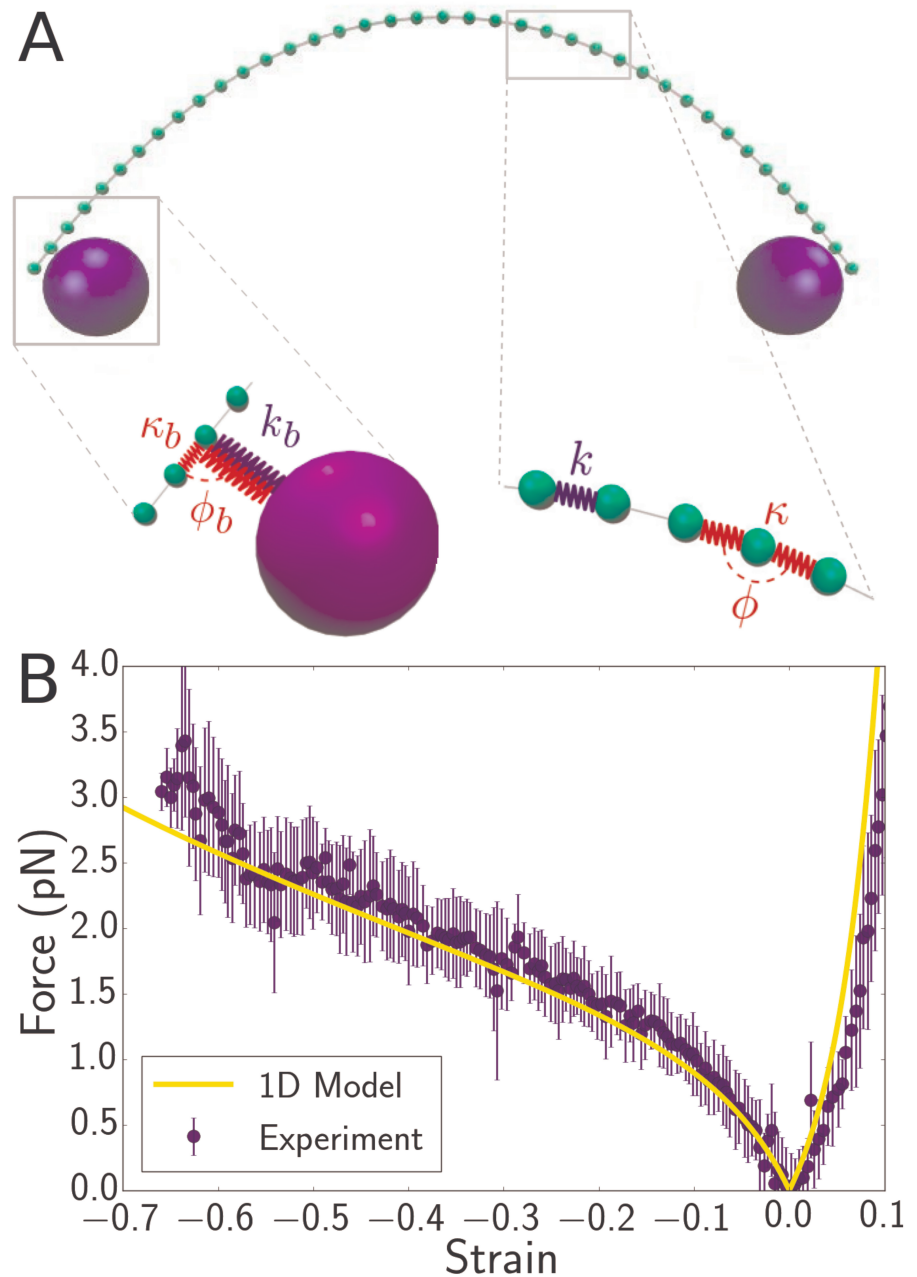 A
κb
kb
ϕb
k
κ
ϕ
B
4.0
3.5
3.0
2.5
2.0
1.5
1.0
0.5
0.0
Force (pN)
1D Model
Experiment
−0.7 −0.6 −0.5 −0.4 −0.3 −0.2 −0.1 0.0 0.1
Strain